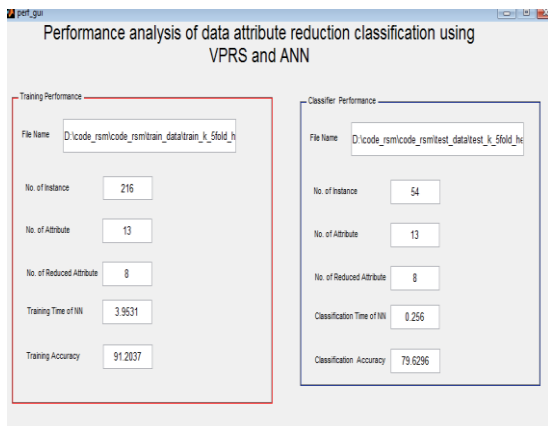 perf_gui
Performance analysis of data attribute reduction classification using
VPRS and ANN
Training Performance
File Name D:\code_rsm\code_rsm\train_data\train_k_5fold_h
No. of Instance 216
No. of Attribute 13
No. of Reduced Attribute 8
Training Time of NN 3.9531
Training Accuracy 91.2037
Classifier Performance
File Name D:\code_rsm\code_rsm\test_data\test_k_5fold_he
No. of Instance 54
No. of Attribute 13
No. of Reduced Attribute 8
Classification Time of NN 0.256
Classification Accuracy 79.6296